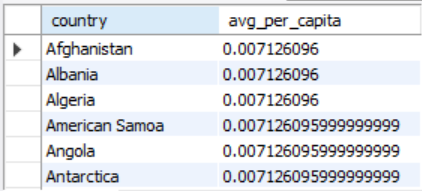 country avg_per_capita
Afghanistan 0.007126096
Albania 0.007126096
Algeria 0.007126096
American Samoa 0.007126095999999999
Angola 0.007126095999999999
Antarctica 0.007126095999999999